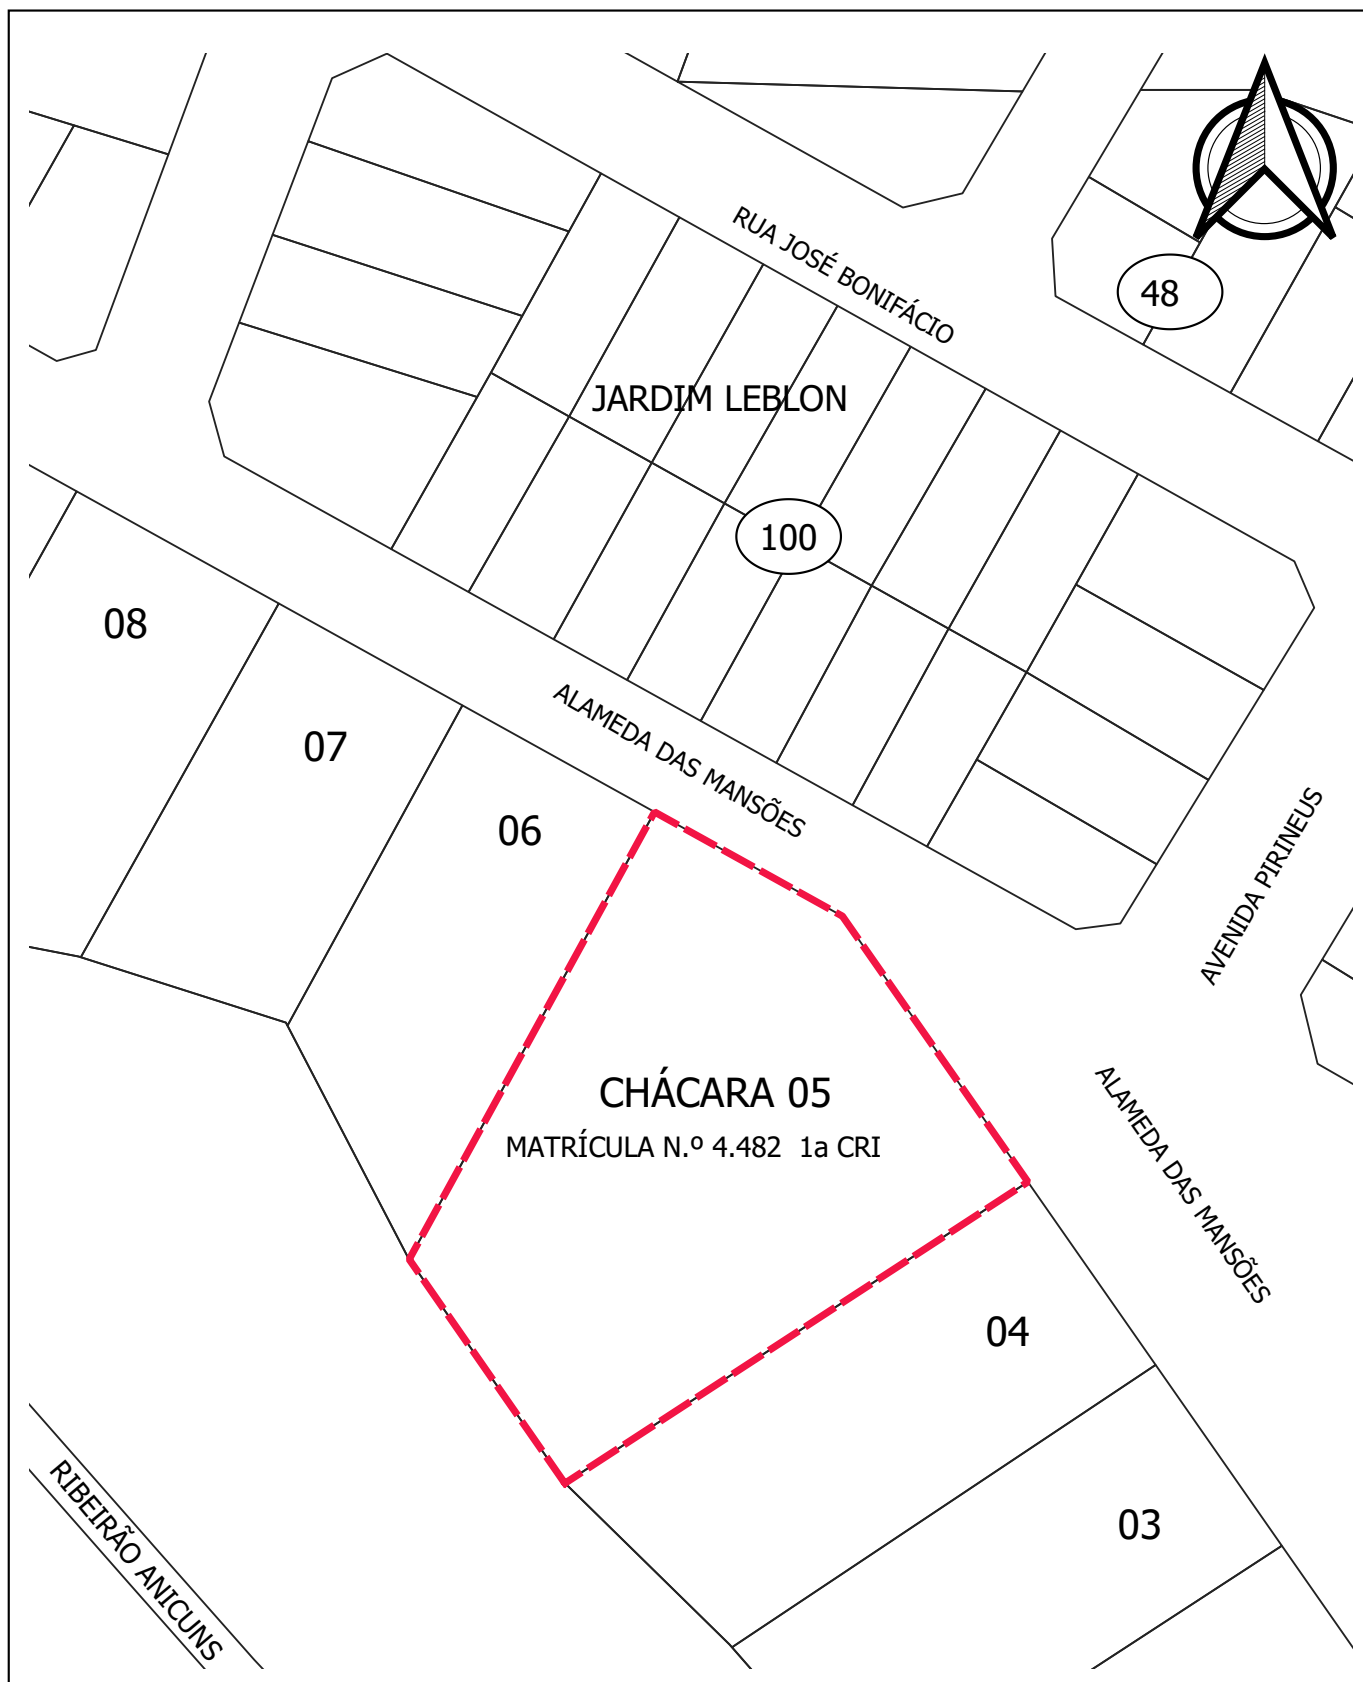 RUA JOSÉ BONIFÁCIO
48
JARDIM LEBLON
100
08
ALAMEDA DAS MANSÕES
07
06
AVENIDA PIRINEUS
CHÁCARA 05
MATRÍCULA N.º 4.482 1a CRI
ALAMEDA DAS MANSÕES
04
03
RIBEIRÃO ANICUNS